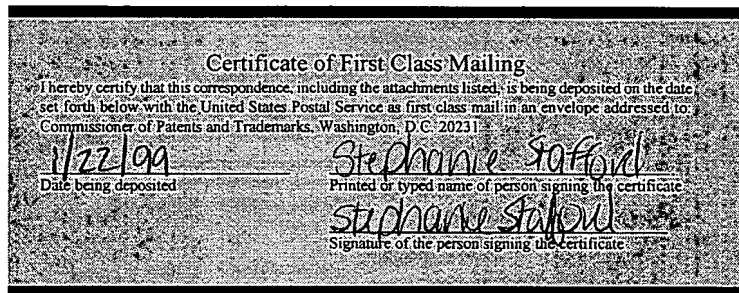 Certificate of First Class Mailing
I hereby certify that this correspondence, including the attachments listed, is being deposited on the date
set forth below with the United States Postal Service as first class mail in an envelope addressed to:
Commissioner of Patents and Trademarks, Washington, D.C. 20231
1/22/99 Stephanie Stafford
Date being deposited Printed or typed name of person signing the certificate
Stephanie Stafford
Signature of the person signing the certificate